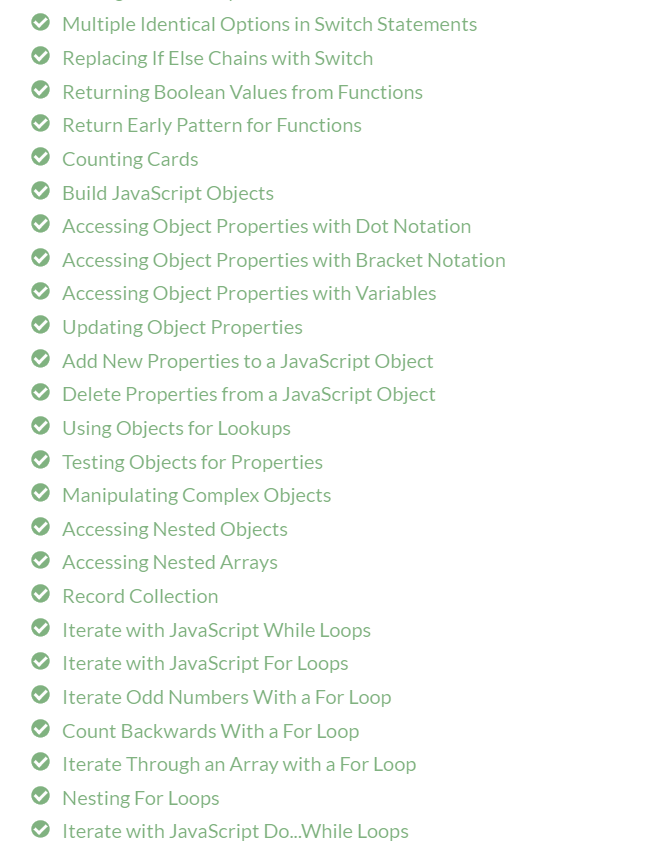 Multiple Identical Options in Switch Statements
Replacing If Else Chains with Switch
Returning Boolean Values from Functions
Return Early Pattern for Functions
Counting Cards
Build JavaScript Objects
Accessing Object Properties with Dot Notation
Accessing Object Properties with Bracket Notation
Accessing Object Properties with Variables
Updating Object Properties
Add New Properties to a JavaScript Object
Delete Properties from a JavaScript Object
Using Objects for Lookups
Testing Objects for Properties
Manipulating Complex Objects
Accessing Nested Objects
Accessing Nested Arrays
Record Collection
Iterate with JavaScript While Loops
Iterate with JavaScript For Loops
Iterate Odd Numbers With a For Loop
Count Backwards With a For Loop
Iterate Through an Array with a For Loop
Nesting For Loops
Iterate with JavaScript Do...While Loops